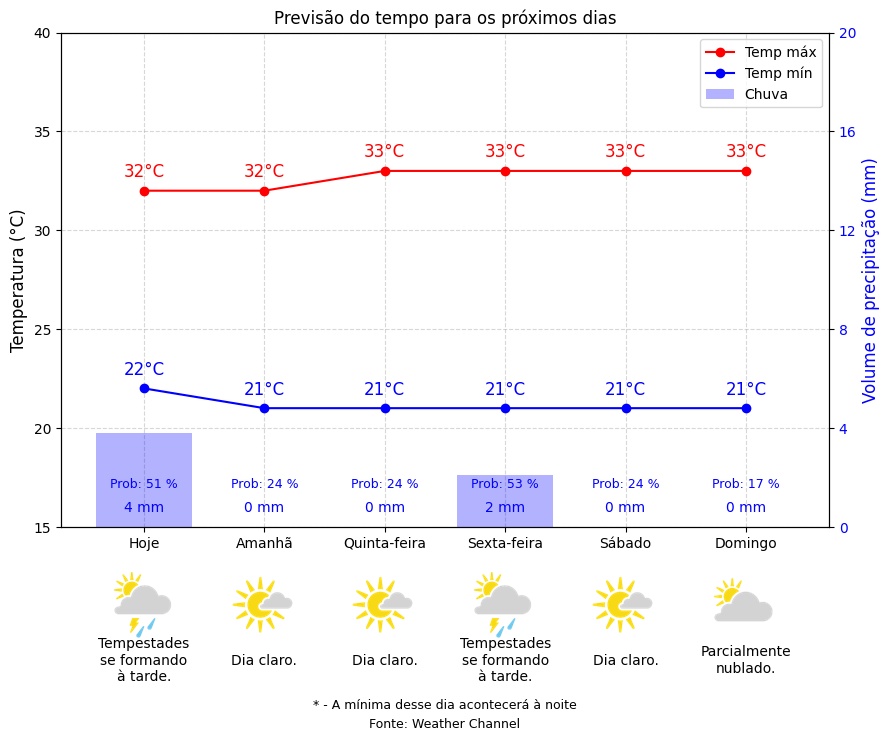 Previsão do tempo para os próximos dias
Temperatura (°C)
Volume de precipitação (mm)
40
35
30
25
20
15
20
16
12
8
4
0
Temp máx
Temp mín
Chuva
32°C 32°C 33°C 33°C 33°C 33°C
22°C 21°C 21°C 21°C 21°C 21°C
Prob: 51 % Prob: 24 % Prob: 24 % Prob: 53 % Prob: 24 % Prob: 17 %
4 mm 0 mm 0 mm 2 mm 0 mm 0 mm
Hoje Amanhã Quinta-feira Sexta-feira Sábado Domingo
Tempestades
se formando
à tarde.
Dia claro.
Dia claro.
Tempestades
se formando
à tarde.
Dia claro.
Parcialmente
nublado.
* - A mínima desse dia acontecerá à noite
Fonte: Weather Channel